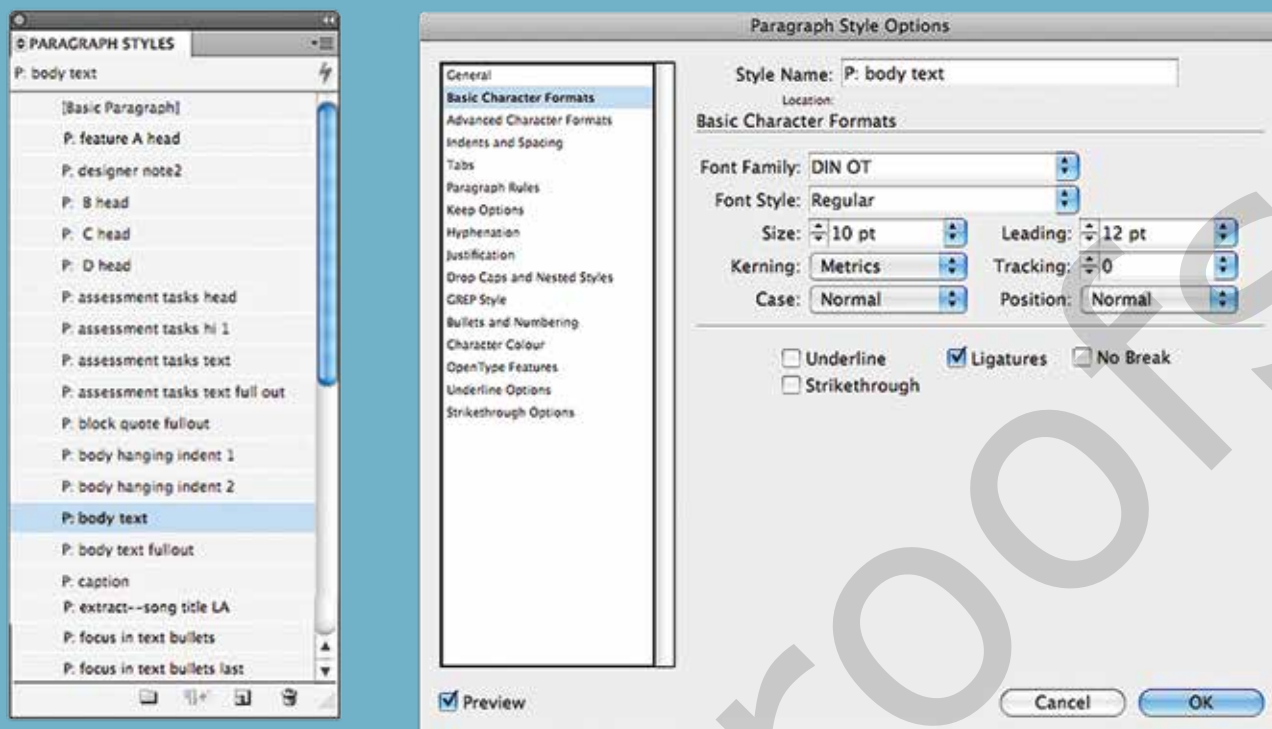 PARAGRAPH STYLES
P: body text
[Basic Paragraph]
P: feature A head
P: designer note2
P: B head
P: C head
P: D head
P: assessment tasks head
P: assessment tasks hi 1
P: assessment tasks text
P: assessment tasks text full out
P: block quote fullout
P: body hanging indent 1
P: body hanging indent 2
P: body text
P: body text fullout
P: caption
P: extract--song title LA
P: focus in text bullets
P: focus in text bullets last
Paragraph Style Options
General
Basic Character Formats
Advanced Character Formats
Indents and Spacing
Tabs
Paragraph Rules
Keep Options
Hyphenation
Justification
Drop Caps and Nested Styles
GREP Style
Bullets and Numbering
Character Colour
OpenType Features
Underline Options
Strikethrough Options
Style Name: P: body text
Location:
Basic Character Formats
Font Family: DIN OT
Font Style: Regular
Size: 10 pt Leading: 12 pt
Kerning: Metrics Tracking: 0
Case: Normal Position: Normal
Underline Ligatures No Break
Strikethrough
Preview Cancel OK
roofs